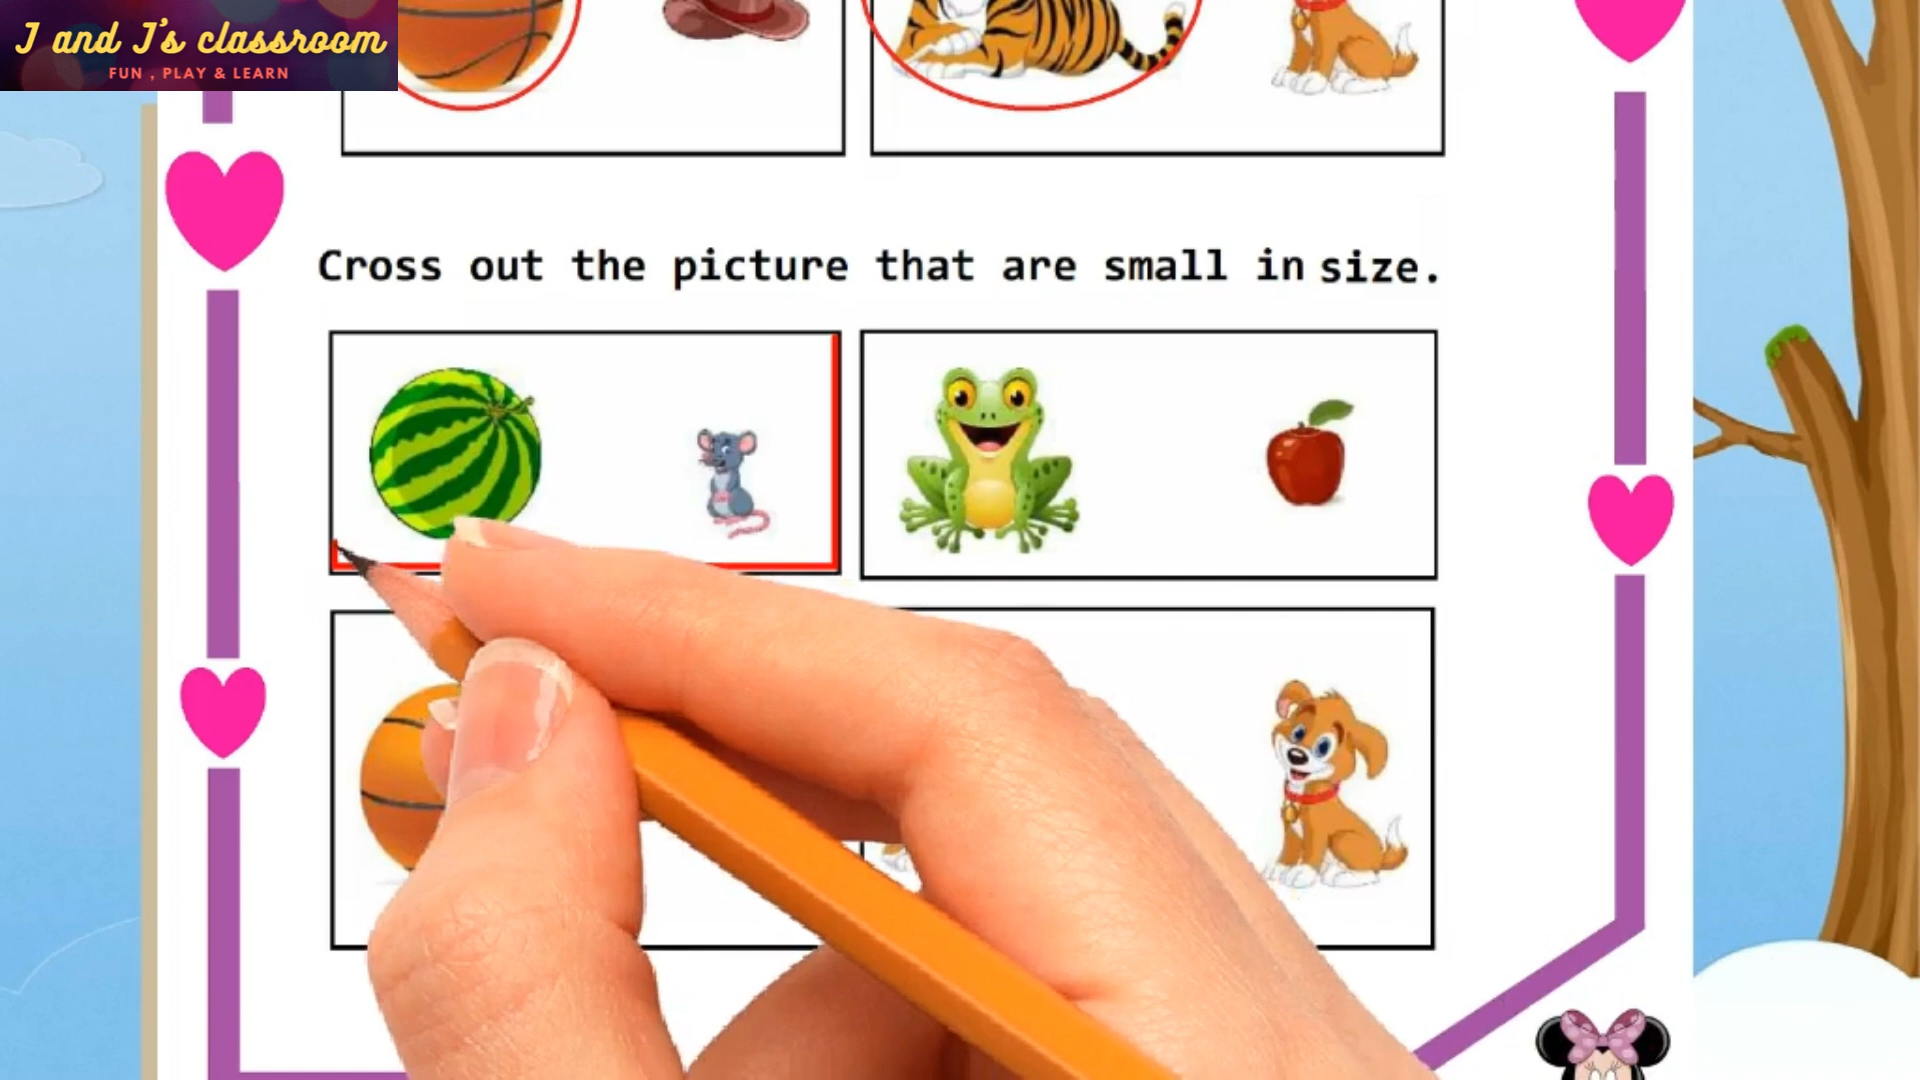 J and J's classroom
FUN , PLAY & LEARN
Cross out the picture that are small in size.